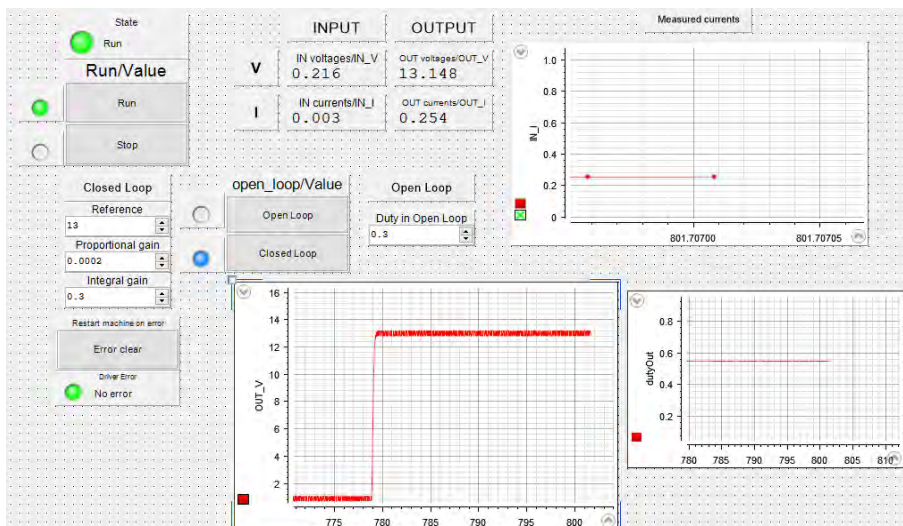 State
Run
Run/Value
Run
Stop
INPUT OUTPUT
V
IN voltages/IN_V
0.216
OUT voltages/OUT_V
13.148
I
IN currents/IN_I
0.003
OUT currents/OUT_I
0.254
Measured currents
1.0
0.8
0.6
0.4
0.2
0
IN_I
801.70700 801.70705
Closed Loop
Reference
13
Proportional gain
0.0002
Integral gain
0.3
open_loop/Value
Open Loop
Closed Loop
Open Loop
Duty in Open Loop
0.3
Restart machine on error
Error clear
Driver Error
No error
16
14
12
10
8
6
4
2
OUT_V
775 780 785 790 795 800
0.8
0.6
0.4
0.2
dutyOut
780 785 790 795 800 805 810